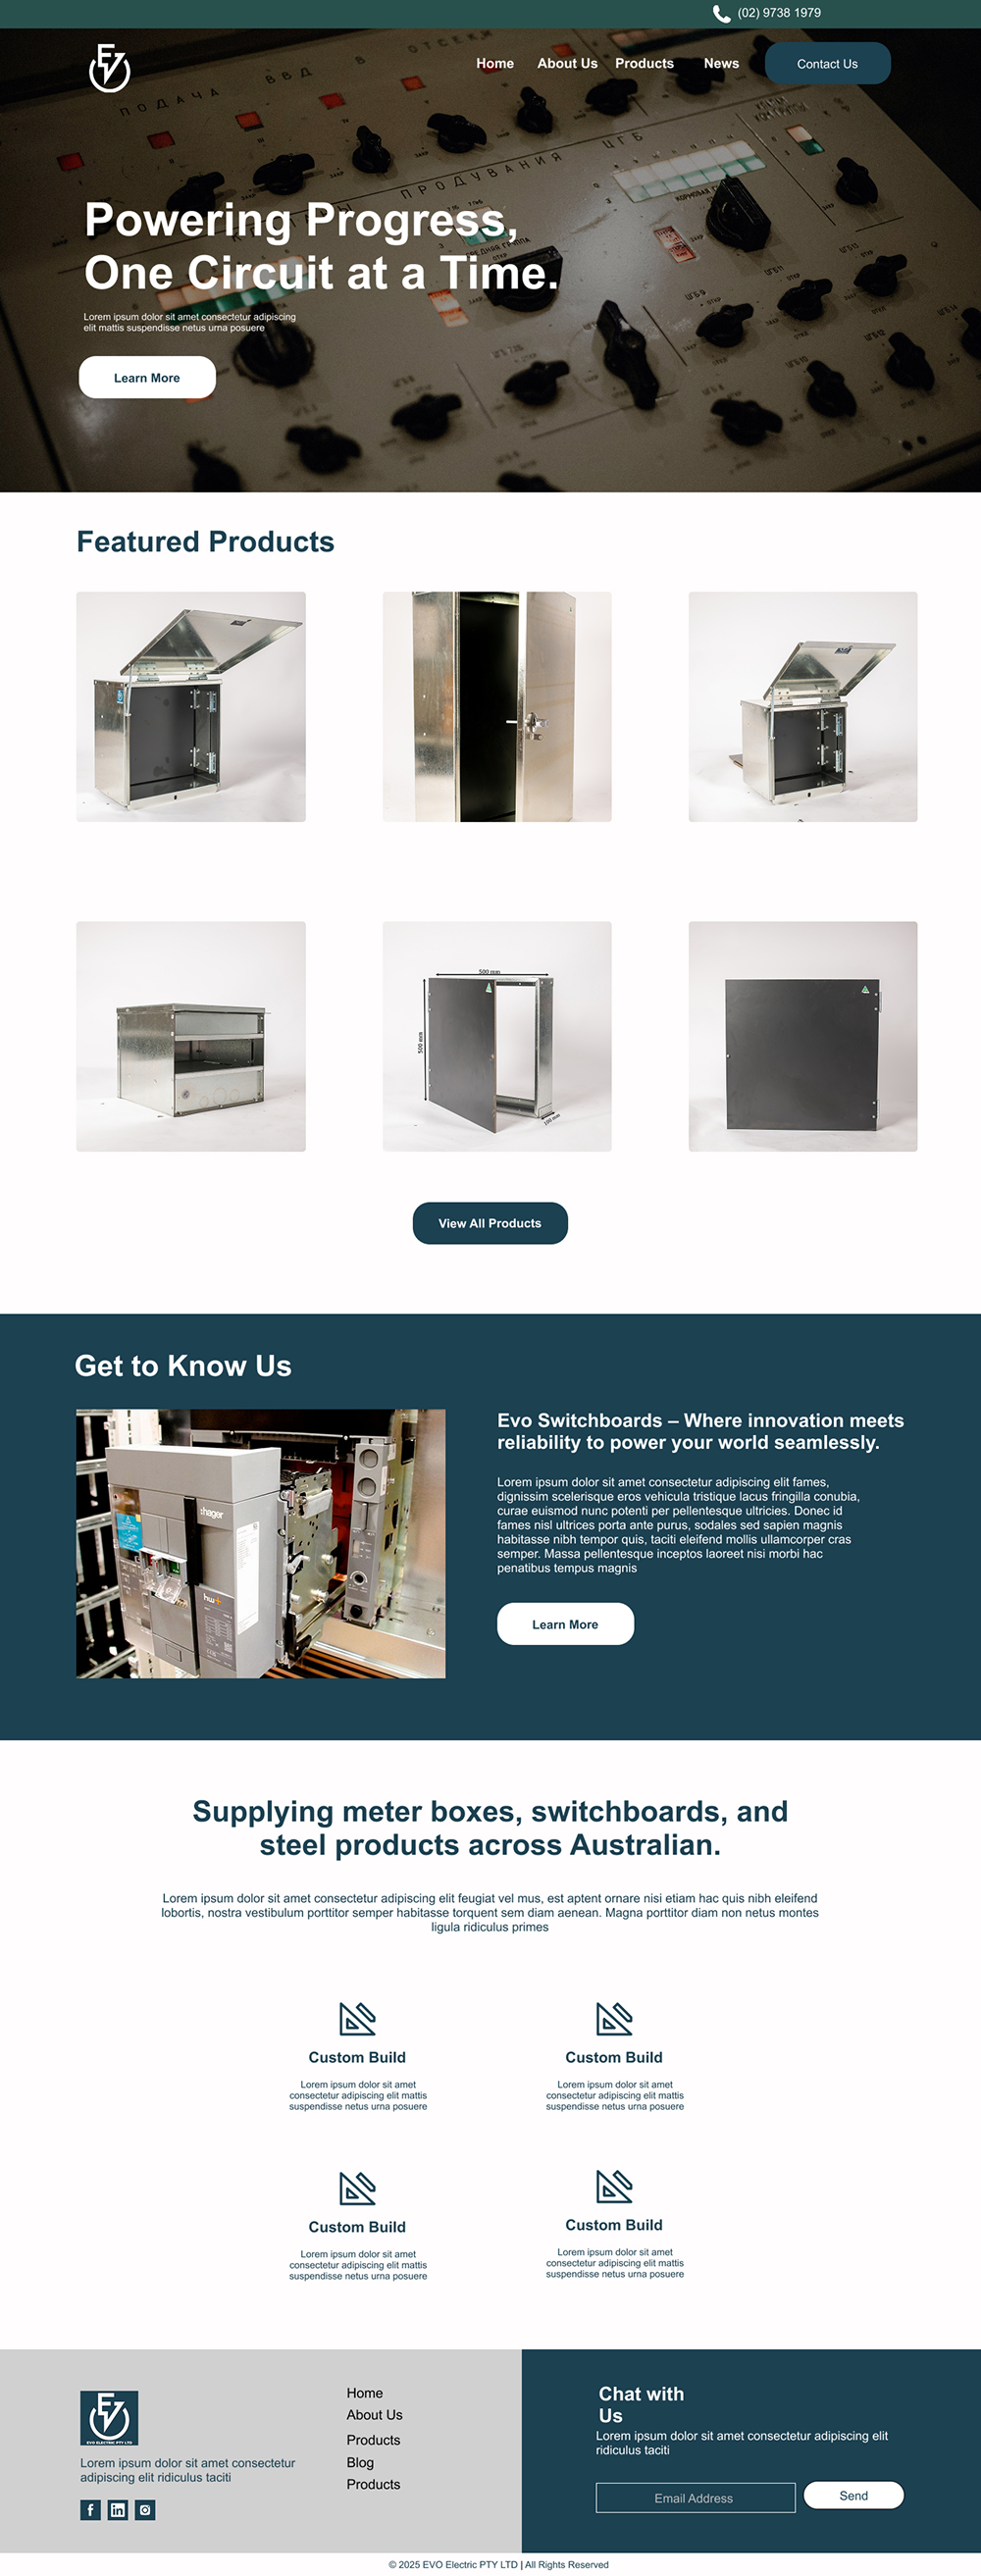 (02) 9738 1979
EV
Home About Us Products News Contact Us
ОТСЕКИ
ПОДАЧА ВВД В
ПРОДУВАНИЯ ЦГБ
Powering Progress,
One Circuit at a Time.
Lorem ipsum dolor sit amet consectetur adipiscing
elit mattis suspendisse netus urna posuere
Learn More
Featured Products
500 mm
500 mm
View All Products
Get to Know Us
:hager
hw+
Evo Switchboards – Where innovation meets
reliability to power your world seamlessly.
Lorem ipsum dolor sit amet consectetur adipiscing elit fames,
dignissim scelerisque eros vehicula tristique lacus fringilla conubia,
curae euismod nunc potenti per pellentesque ultricies. Donec id
fames nisl ultrices porta ante purus, sodales sed sapien magnis
habitasse nibh tempor quis, taciti eleifend mollis ullamcorper cras
semper. Massa pellentesque inceptos laoreet nisi morbi hac
penatibus tempus magnis
Learn More
Supplying meter boxes, switchboards, and
steel products across Australian.
Lorem ipsum dolor sit amet consectetur adipiscing elit feugiat vel mus, est aptent ornare nisi etiam hac quis nibh eleifend
lobortis, nostra vestibulum porttitor semper habitasse torquent sem diam aenean. Magna porttitor diam non netus montes
ligula ridiculus primes
Custom Build
Lorem ipsum dolor sit amet
consectetur adipiscing elit mattis
suspendisse netus urna posuere
Custom Build
Lorem ipsum dolor sit amet
consectetur adipiscing elit mattis
suspendisse netus urna posuere
Custom Build
Lorem ipsum dolor sit amet
consectetur adipiscing elit mattis
suspendisse netus urna posuere
Custom Build
Lorem ipsum dolor sit amet
consectetur adipiscing elit mattis
suspendisse netus urna posuere
EV
EVO ELECTRIC PTY LTD
Lorem ipsum dolor sit amet consectetur
adipiscing elit ridiculus taciti
Home
About Us
Products
Blog
Products
Chat with
Us
Lorem ipsum dolor sit amet consectetur adipiscing elit
ridiculus taciti
Email Address
Send
© 2025 EVO Electric PTY LTD | All Rights Reserved